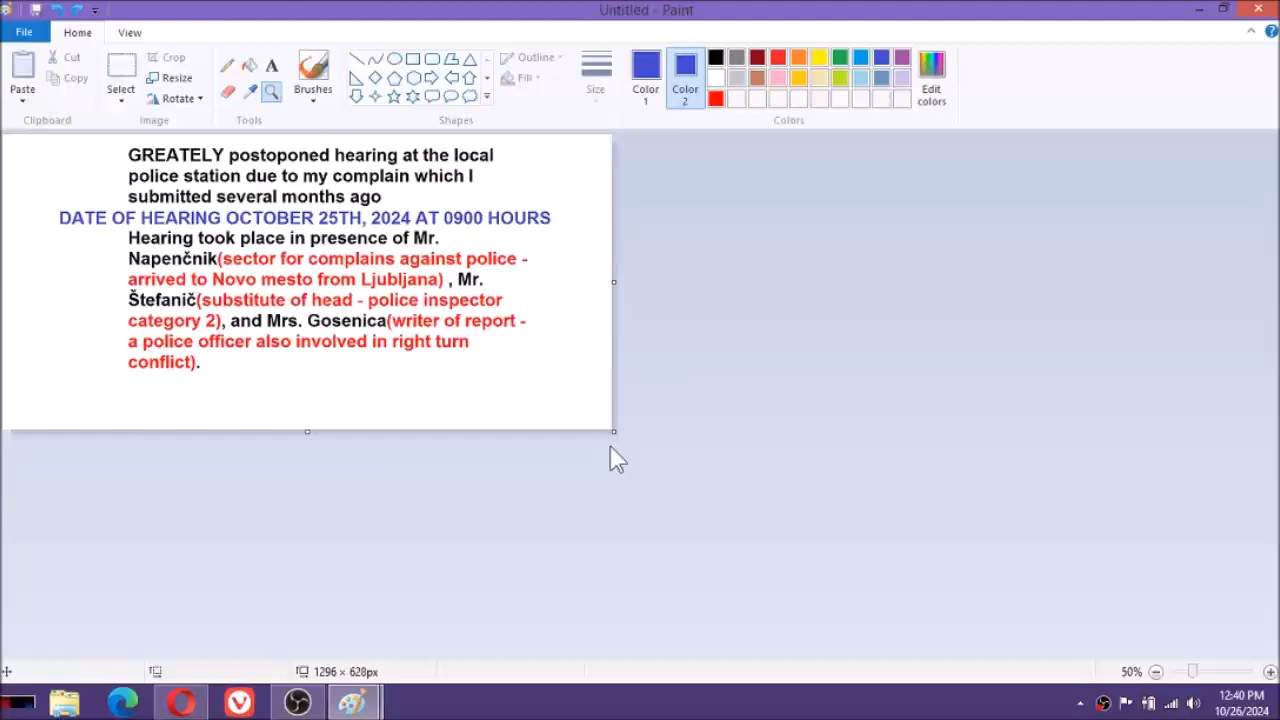 Untitled - Paint
File
Home
View
Paste
Cut
Copy
Clipboard
Select
Crop
Resize
Rotate
Image
Tools
Brushes
Outline
Fill
Shapes
Size
Color 1
Color 2
Edit colors
Colors
GREATELY postoponed hearing at the local
police station due to my complain which I
submitted several months ago
DATE OF HEARING OCTOBER 25TH, 2024 AT 0900 HOURS
Hearing took place in presence of Mr.
Napenčnik(sector for complains against police -
arrived to Novo mesto from Ljubljana) , Mr.
Štefanič(substitute of head - police inspector
category 2), and Mrs. Gosenica(writer of report -
a police officer also involved in right turn
conflict).
1296 × 628px
50%
12:40 PM
10/26/2024